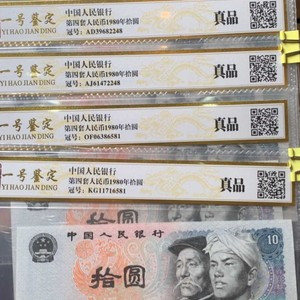 一号鉴定
YI HAO JIAN DING
中国人民银行
第四套人民币1980年拾圆
冠号：AD39682248
真品
一号鉴定
YI HAO JIAN DING
中国人民银行
第四套人民币1980年拾圆
冠号：AJ61472248
真品
一号鉴定
YI HAO JIAN DING
中国人民银行
第四套人民币1980年拾圆
冠号：OF06386581
真品
一号鉴定
YI HAO JIAN DING
中国人民银行
第四套人民币1980年拾圆
冠号：KG11716581
真品
中国人民银行
10
拾圆